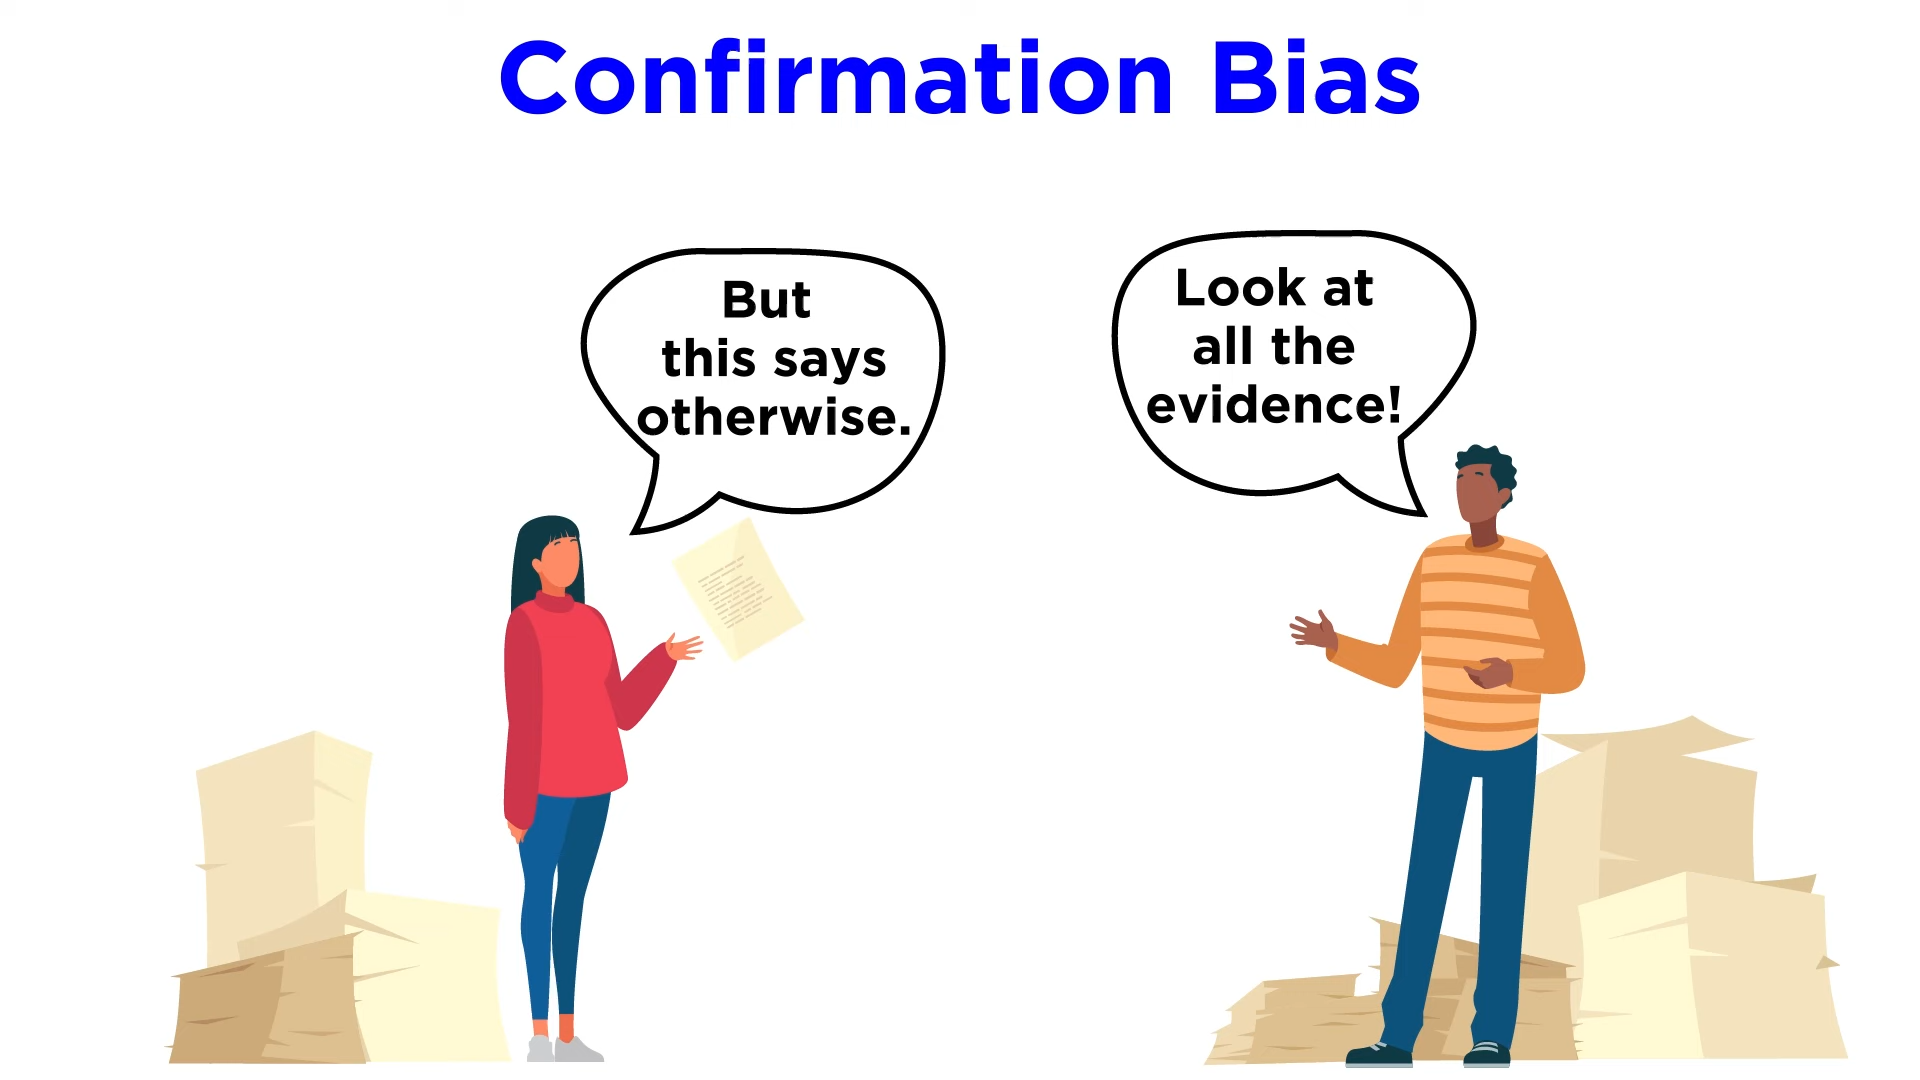 Confirmation Bias
But
this says
otherwise.
Look at
all the
evidence!